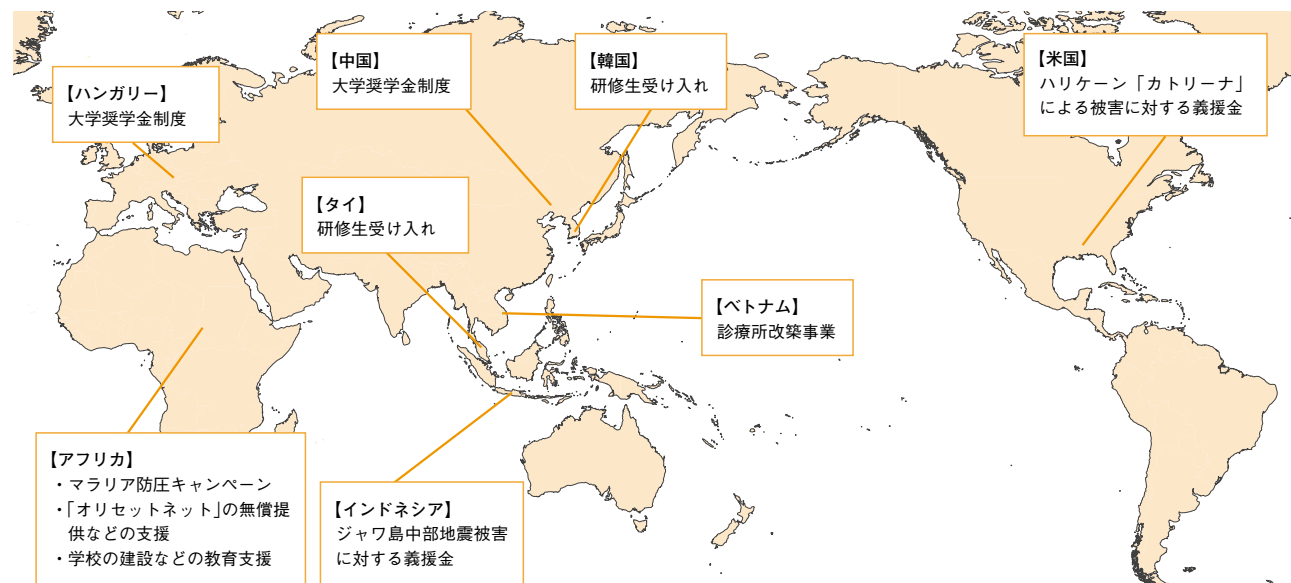 【ハンガリー】
大学奨学金制度
【中国】
大学奨学金制度
【韓国】
研修生受け入れ
【米国】
ハリケーン「カトリーナ」
による被害に対する義援金
【タイ】
研修生受け入れ
【ベトナム】
診療所改築事業
【アフリカ】
・マラリア防圧キャンペーン
・「オリセットネット」の無償提
供などの支援
・学校の建設などの教育支援
【インドネシア】
ジャワ島中部地震被害
に対する義援金